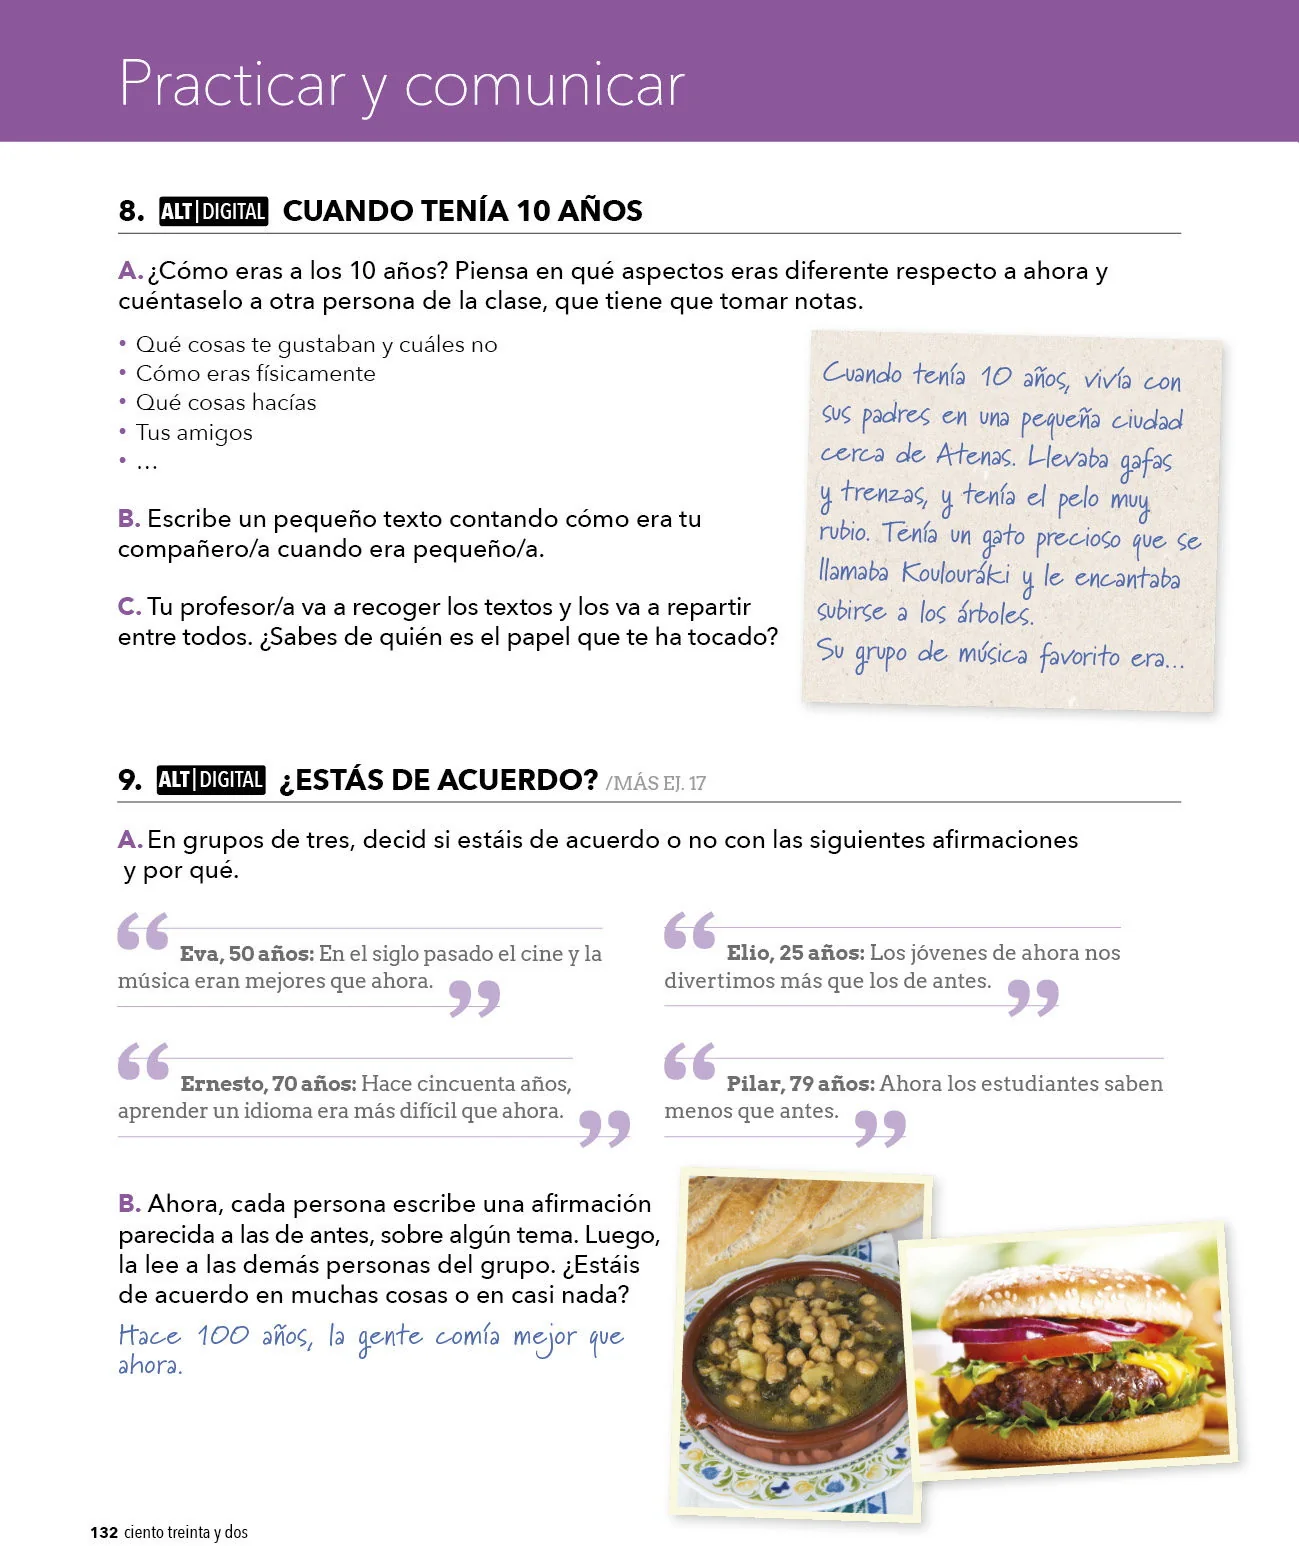 Practicar y comunicar
8. ALT|DIGITAL CUANDO TENÍA 10 AÑOS
A. ¿Cómo eras a los 10 años? Piensa en qué aspectos eras diferente respecto a ahora y
cuéntaselo a otra persona de la clase, que tiene que tomar notas.
• Qué cosas te gustaban y cuáles no
• Cómo eras físicamente
• Qué cosas hacías
• Tus amigos
• ...
B. Escribe un pequeño texto contando cómo era tu
compañero/a cuando era pequeño/a.
C. Tu profesor/a va a recoger los textos y los va a repartir
entre todos. ¿Sabes de quién es el papel que te ha tocado?
Cuando tenía 10 años, vivía con
sus padres en una pequeña ciudad
cerca de Atenas. Llevaba gafas
y trenzas, y tenía el pelo muy
rubio. Tenía un gato precioso que se
llamaba Koulouráki y le encantaba
subirse a los árboles.
Su grupo de música favorito era...
9. ALT|DIGITAL ¿ESTÁS DE ACUERDO? /MÁS EJ. 17
A. En grupos de tres, decid si estáis de acuerdo o no con las siguientes afirmaciones
y por qué.
“Eva, 50 años: En el siglo pasado el cine y la
música eran mejores que ahora.”
“Elio, 25 años: Los jóvenes de ahora nos
divertimos más que los de antes.”
“Ernesto, 70 años: Hace cincuenta años,
aprender un idioma era más difícil que ahora.”
“Pilar, 79 años: Ahora los estudiantes saben
menos que antes.”
B. Ahora, cada persona escribe una afirmación
parecida a las de antes, sobre algún tema. Luego,
la lee a las demás personas del grupo. ¿Estáis
de acuerdo en muchas cosas o en casi nada?
Hace 100 años, la gente comía mejor que
ahora.
132 ciento treinta y dos